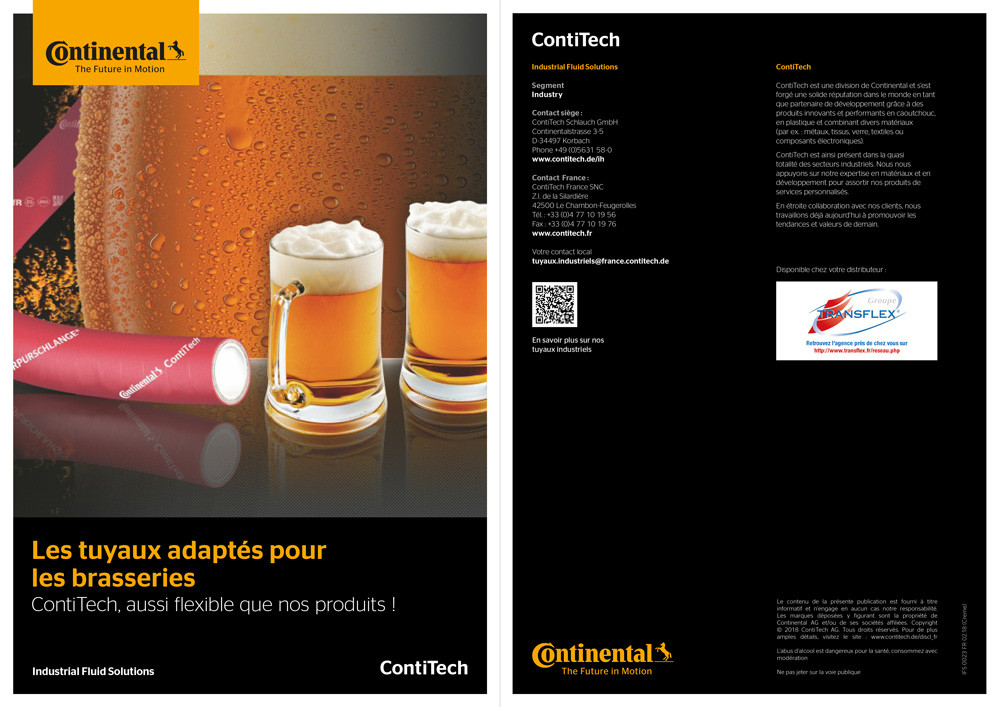 Continental
The Future in Motion
RPURSCHLANGE®
Continental ContiTech
Les tuyaux adaptés pour
les brasseries
ContiTech, aussi flexible que nos produits !
Industrial Fluid Solutions
ContiTech
ContiTech
Industrial Fluid Solutions
Segment
Industry
Contact siège :
ContiTech Schlauch GmbH
Continentalstrasse 3-5
D-34497 Korbach
Phone +49 (0)5631 58-0
www.contitech.de/ih
Contact France :
ContiTech France SNC
Z.I. de la Silardière
42500 Le Chambon-Feugerolles
Tél : +33 (0)4 77 10 19 56
Fax : +33 (0)4 77 10 19 76
www.contitech.fr
Votre contact local
tuyaux.industriels@france.contitech.de
En savoir plus sur nos
tuyaux industriels
ContiTech
ContiTech est une division de Continental et s'est
forgé une solide réputation dans le monde en tant
que partenaire de développement grâce à des
produits innovants et performants en caoutchouc,
en plastique et combinant divers matériaux
(par ex. : métaux, tissus, verre, textiles ou
composants électroniques).
ContiTech est ainsi présent dans la quasi
totalité des secteurs industriels. Nous nous
appuyons sur notre expertise en matériaux et en
développement pour assortir nos produits de
services personnalisés.
En étroite collaboration avec nos clients, nous
travaillons déjà aujourd'hui à promouvoir les
tendances et valeurs de demain.
Disponible chez votre distributeur :
Groupe
TRANSFLEX®
Retrouvez l'agence près de chez vous sur
http://www.transflex.fr/reseau.php
Le contenu de la présente publication est fourni à titre
informatif et n'engage en aucun cas notre responsabilité.
Les marques déposées y figurant sont la propriété de
Continental AG et/ou de ses sociétés affiliées. Copyright
© 2018 ContiTech AG. Tous droits réservés. Pour de plus
amples détails, visitez le site : www.contitech.de/discl_fr
L'abus d'alcool est dangereux pour la santé, consommez avec
modération
Ne pas jeter sur la voie publique
IFS 0023 FR 02.18 (Creme)
Continental
The Future in Motion